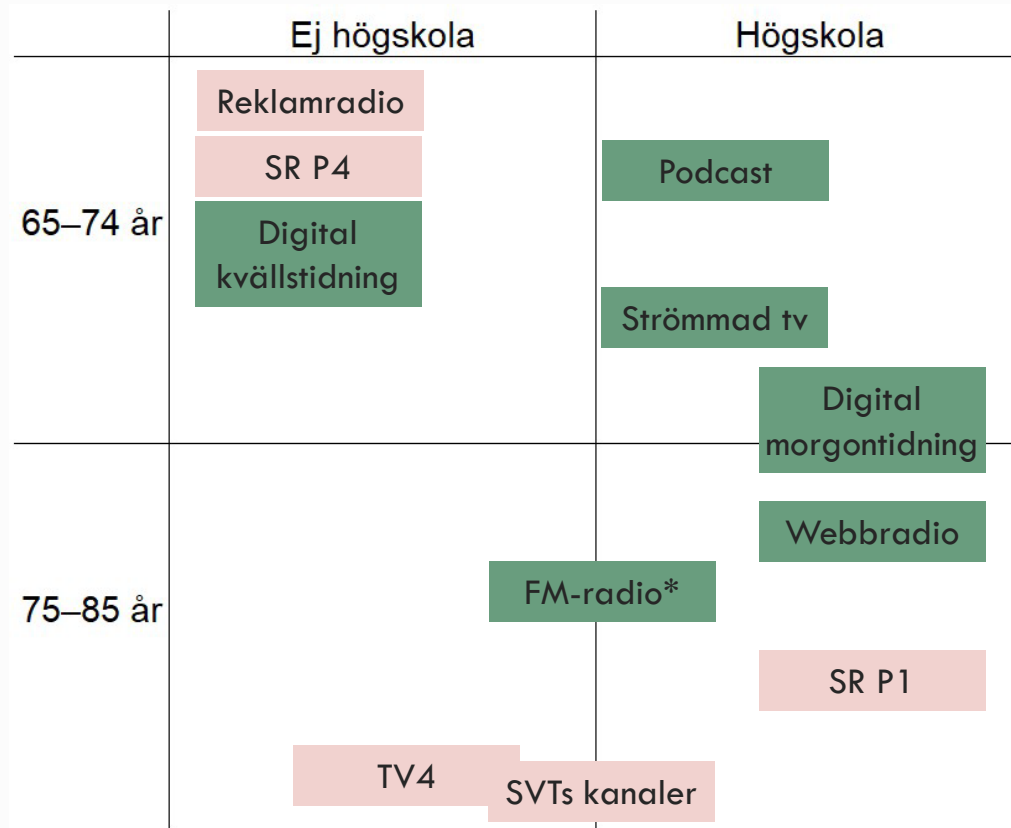 Ej högskola
Högskola
65–74 år
Reklamradio
SR P4
Digital
kvällstidning
Podcast
Strömmad tv
Digital
morgontidning
75–85 år
Webbradio
FM-radio*
SR P1
TV4
SVTs kanaler